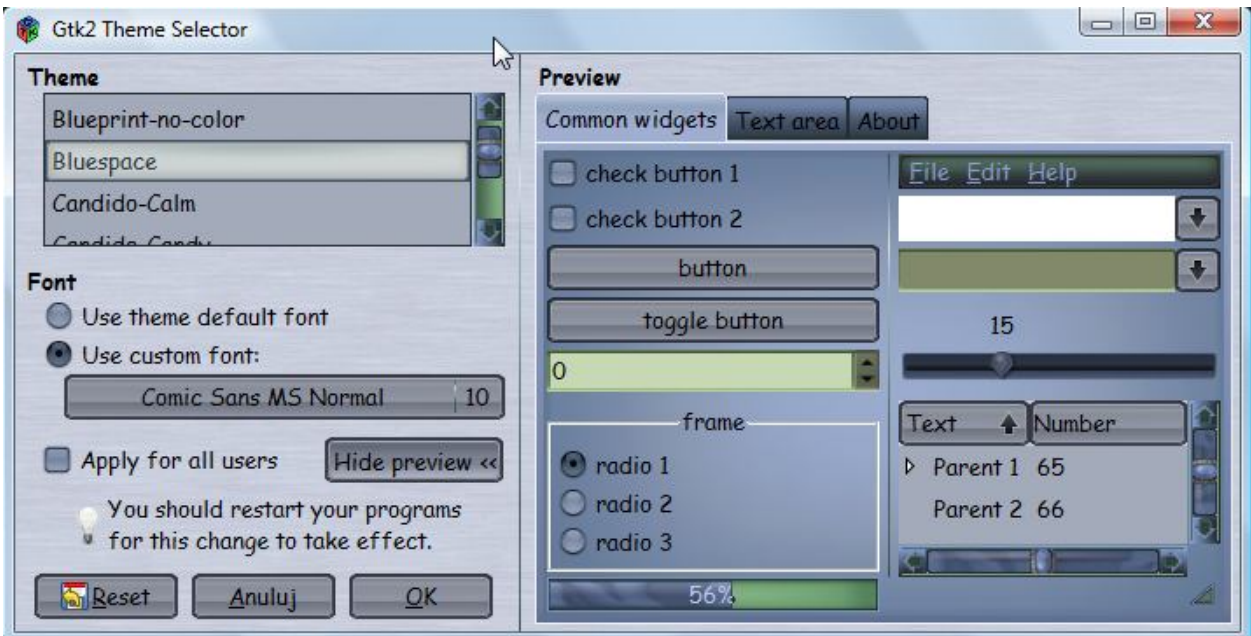 Gtk2 Theme Selector
Theme
Blueprint-no-color
Bluespace
Candido-Calm
Candido-Candy
Font
Use theme default font
Use custom font:
Comic Sans MS Normal 10
Apply for all users
Hide preview <<
You should restart your programs
for this change to take effect.
Reset Anuluj OK
Preview
Common widgets Text area About
check button 1
check button 2
button
toggle button
0
frame
radio 1
radio 2
radio 3
56%
File Edit Help
15
Text Number
Parent 1 65
Parent 2 66